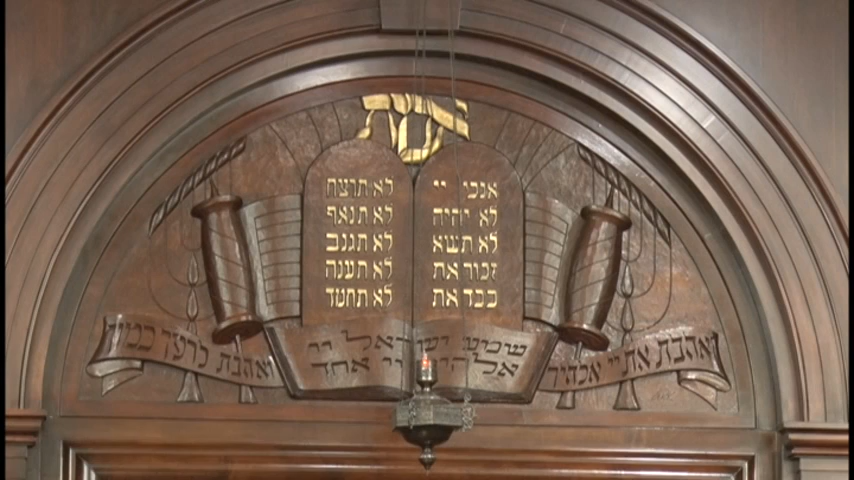 אמת
אנכי יי
לא יהיה
לא תשא
זכור את
כבד את
לא תרצח
לא תנאף
לא תגנב
לא תענה
לא תחמד
שמע ישראל יי
אלהינו יי אחד
ואהבת את יי אלהיך
ואהבת לרעך כמוך